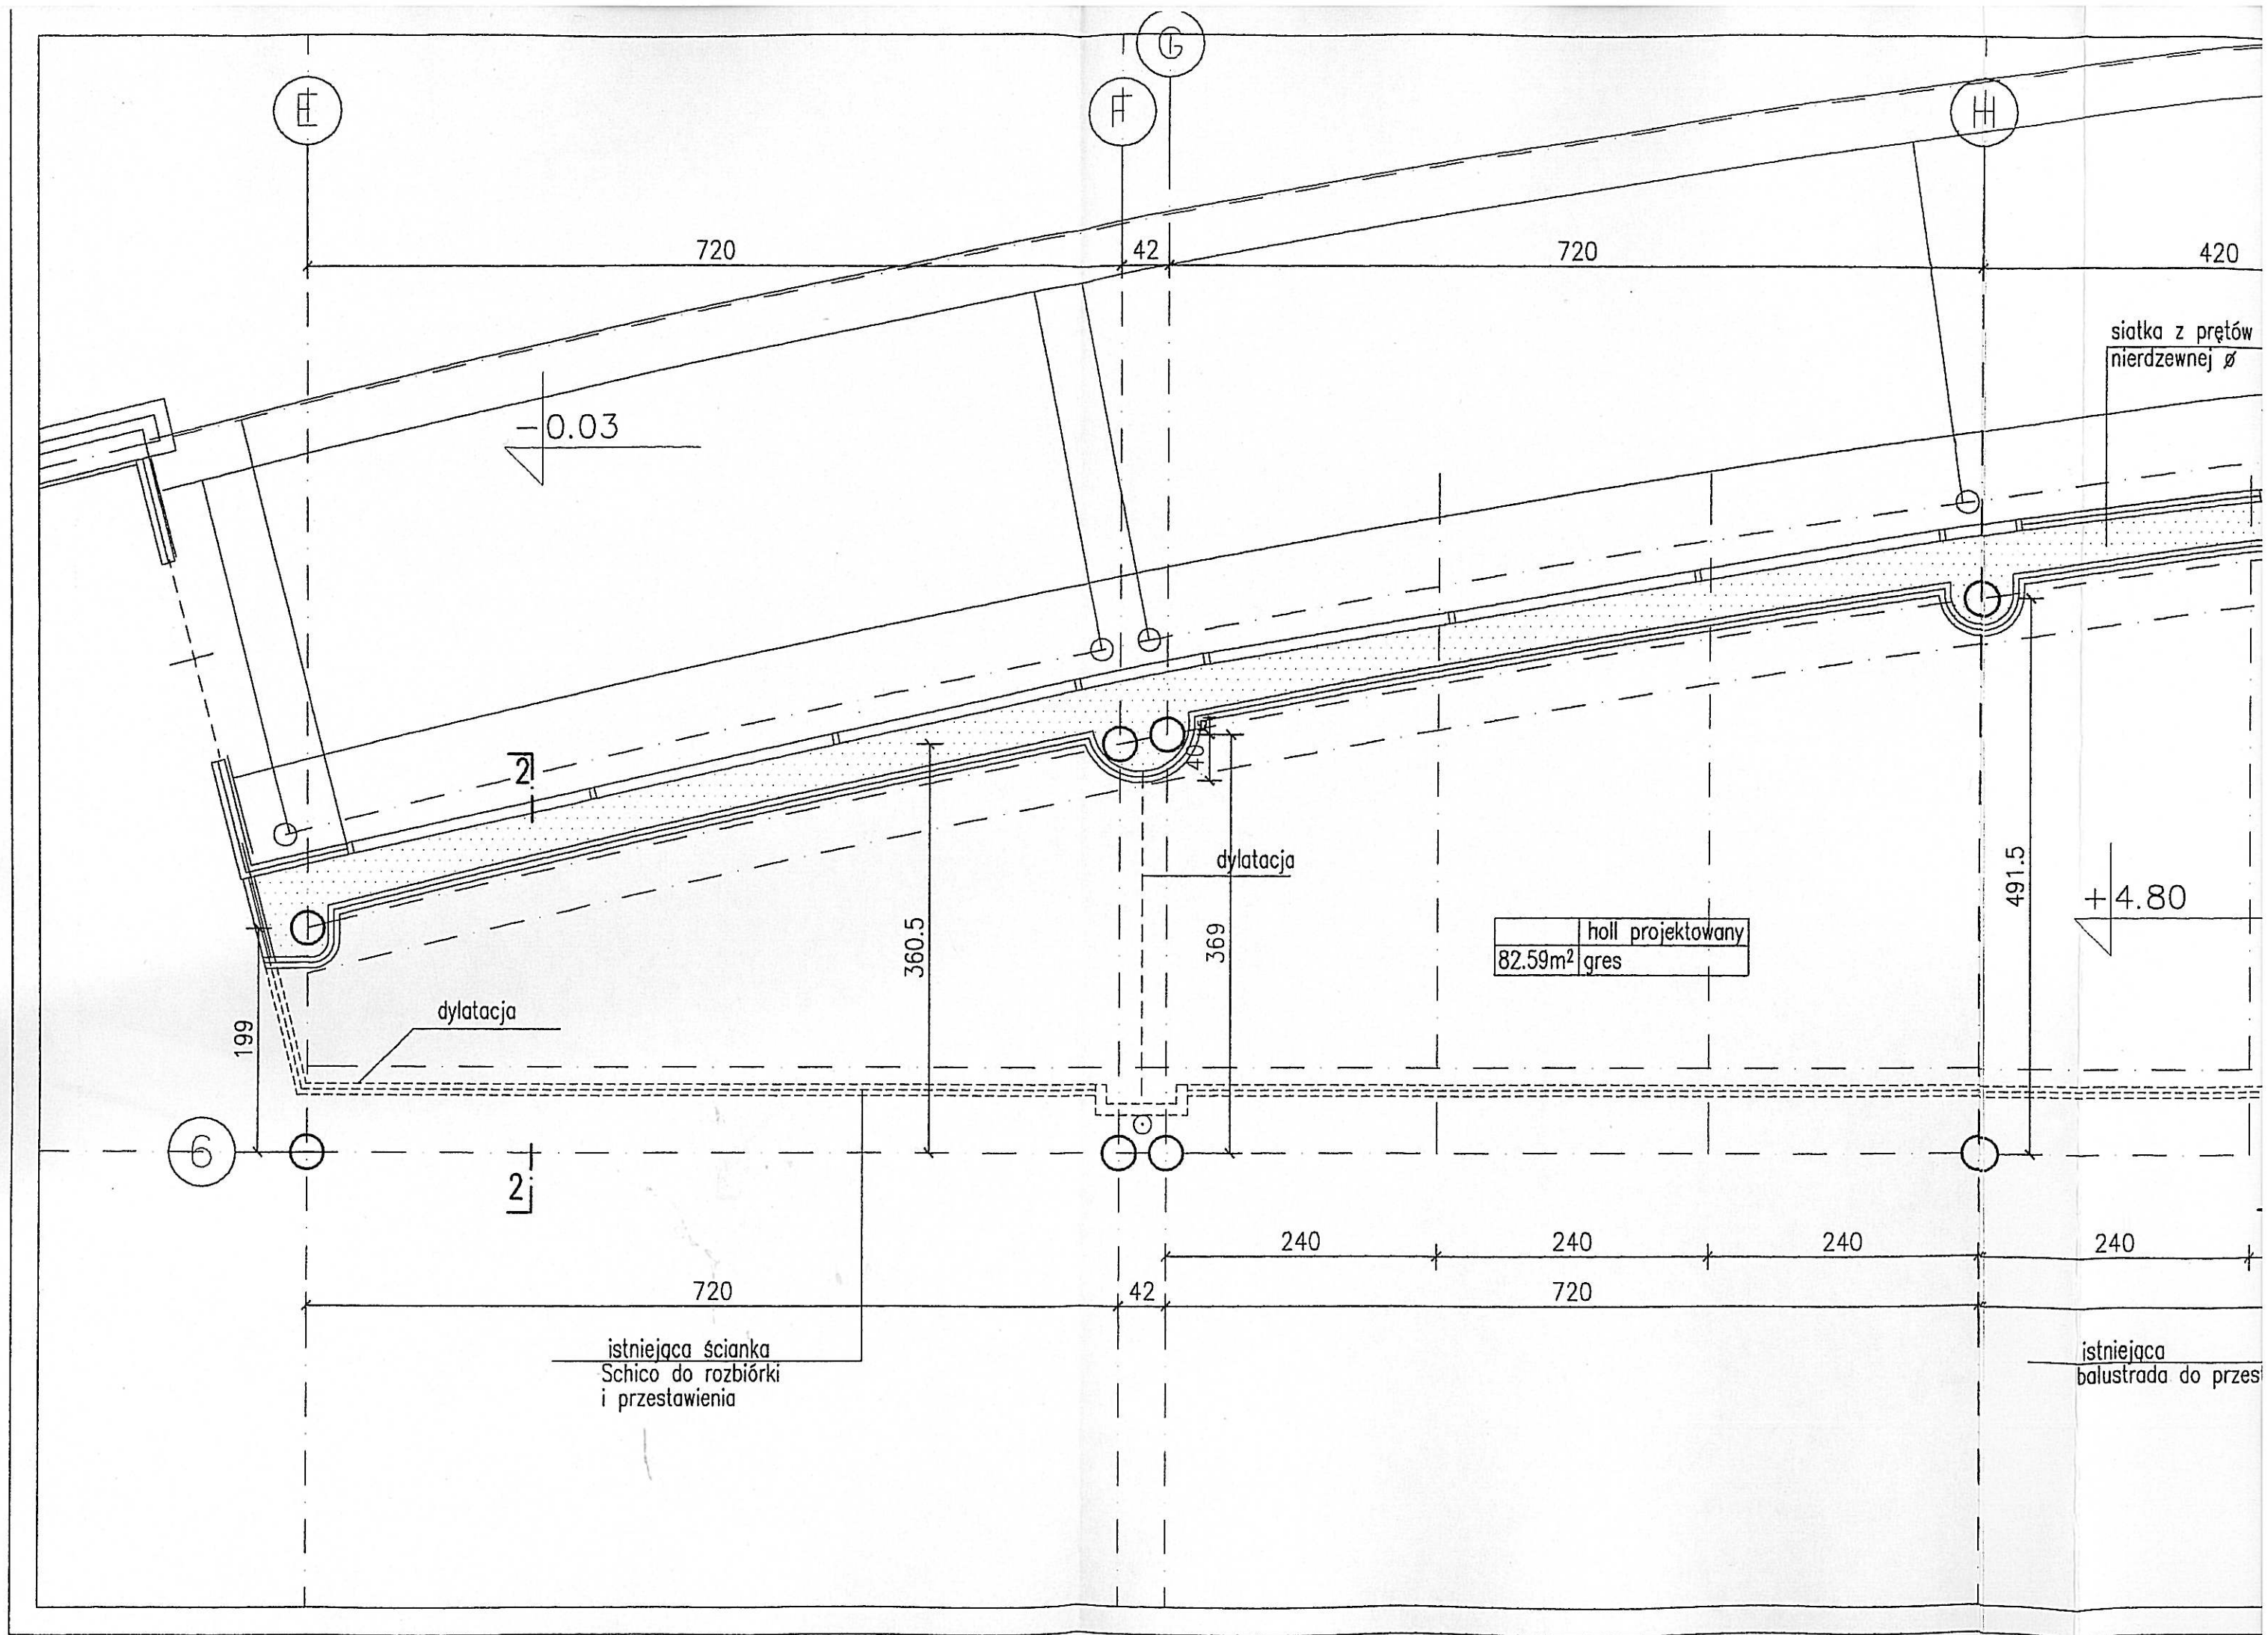 G
E
F
H
720
42
720
420
siatka z prętów
nierdzewnej ø
-0.03
2
40
dylatacja
360.5
369
491.5
+4.80
holl projektowany
82.59m² gres
199
dylatacja
6
2
240
240
240
240
720
42
720
istniejąca ścianka
Schico do rozbiórki
i przestawienia
istniejąca
balustrada do przes